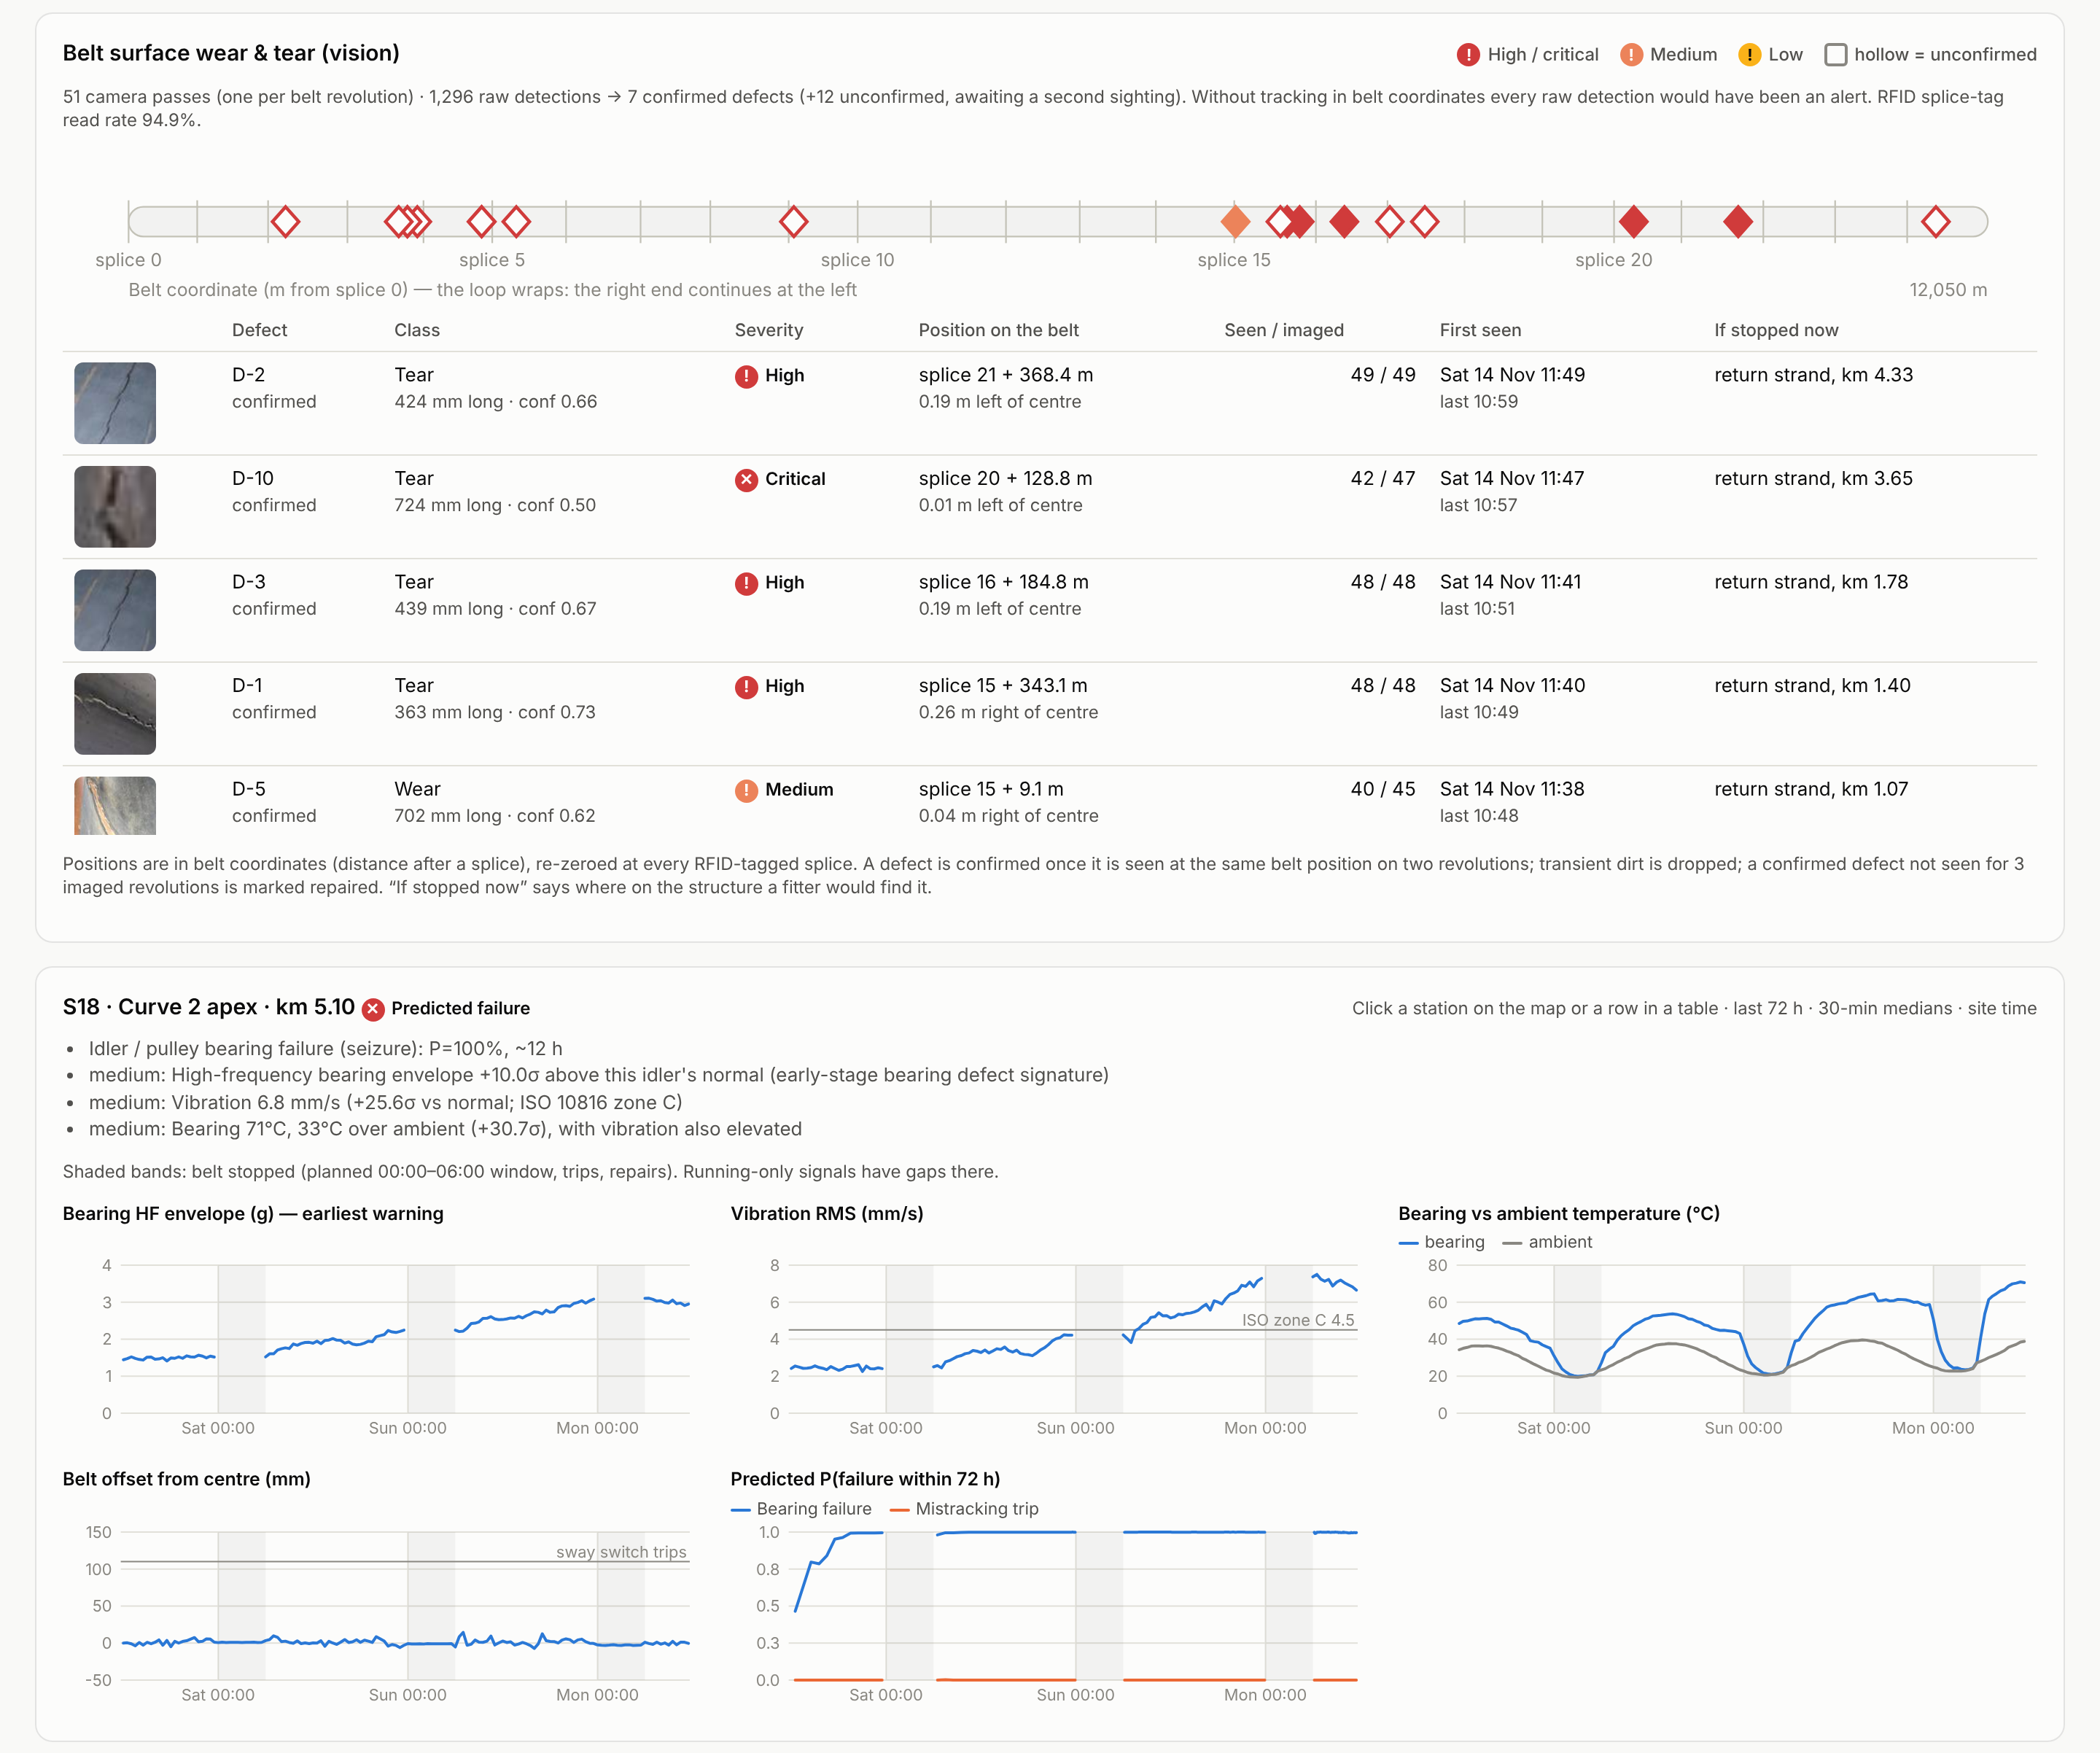 Belt surface wear & tear (vision)
! High / critical ! Medium ! Low hollow = unconfirmed
51 camera passes (one per belt revolution) · 1,296 raw detections → 7 confirmed defects (+12 unconfirmed, awaiting a second sighting). Without tracking in belt coordinates every raw detection would have been an alert. RFID splice-tag
read rate 94.9%.
splice 0 splice 5 splice 10 splice 15 splice 20
Belt coordinate (m from splice 0) — the loop wraps: the right end continues at the left 12,050 m
Defect Class Severity Position on the belt Seen / imaged First seen If stopped now
D-2 Tear ! High splice 21 + 368.4 m 49 / 49 Sat 14 Nov 11:49 return strand, km 4.33
confirmed 424 mm long · conf 0.66 0.19 m left of centre last 10:59
D-10 Tear Critical splice 20 + 128.8 m 42 / 47 Sat 14 Nov 11:47 return strand, km 3.65
confirmed 724 mm long · conf 0.50 0.01 m left of centre last 10:57
D-3 Tear ! High splice 16 + 184.8 m 48 / 48 Sat 14 Nov 11:41 return strand, km 1.78
confirmed 439 mm long · conf 0.67 0.19 m left of centre last 10:51
D-1 Tear ! High splice 15 + 343.1 m 48 / 48 Sat 14 Nov 11:40 return strand, km 1.40
confirmed 363 mm long · conf 0.73 0.26 m right of centre last 10:49
D-5 Wear ! Medium splice 15 + 9.1 m 40 / 45 Sat 14 Nov 11:38 return strand, km 1.07
confirmed 702 mm long · conf 0.62 0.04 m right of centre last 10:48
Positions are in belt coordinates (distance after a splice), re-zeroed at every RFID-tagged splice. A defect is confirmed once it is seen at the same belt position on two revolutions; transient dirt is dropped; a confirmed defect not seen for 3
imaged revolutions is marked repaired. “If stopped now” says where on the structure a fitter would find it.
S18 · Curve 2 apex · km 5.10 Predicted failure
Click a station on the map or a row in a table · last 72 h · 30-min medians · site time
• Idler / pulley bearing failure (seizure): P=100%, ~12 h
• medium: High-frequency bearing envelope +10.0σ above this idler's normal (early-stage bearing defect signature)
• medium: Vibration 6.8 mm/s (+25.6σ vs normal; ISO 10816 zone C)
• medium: Bearing 71°C, 33°C over ambient (+30.7σ), with vibration also elevated
Shaded bands: belt stopped (planned 00:00–06:00 window, trips, repairs). Running-only signals have gaps there.
Bearing HF envelope (g) — earliest warning
4
3
2
1
0
Sat 00:00 Sun 00:00 Mon 00:00
Vibration RMS (mm/s)
8
6
ISO zone C 4.5
4
2
0
Sat 00:00 Sun 00:00 Mon 00:00
Bearing vs ambient temperature (°C)
bearing ambient
80
60
40
20
0
Sat 00:00 Sun 00:00 Mon 00:00
Belt offset from centre (mm)
150
sway switch trips
100
50
0
-50
Sat 00:00 Sun 00:00 Mon 00:00
Predicted P(failure within 72 h)
Bearing failure Mistracking trip
1.0
0.8
0.5
0.3
0.0
Sat 00:00 Sun 00:00 Mon 00:00